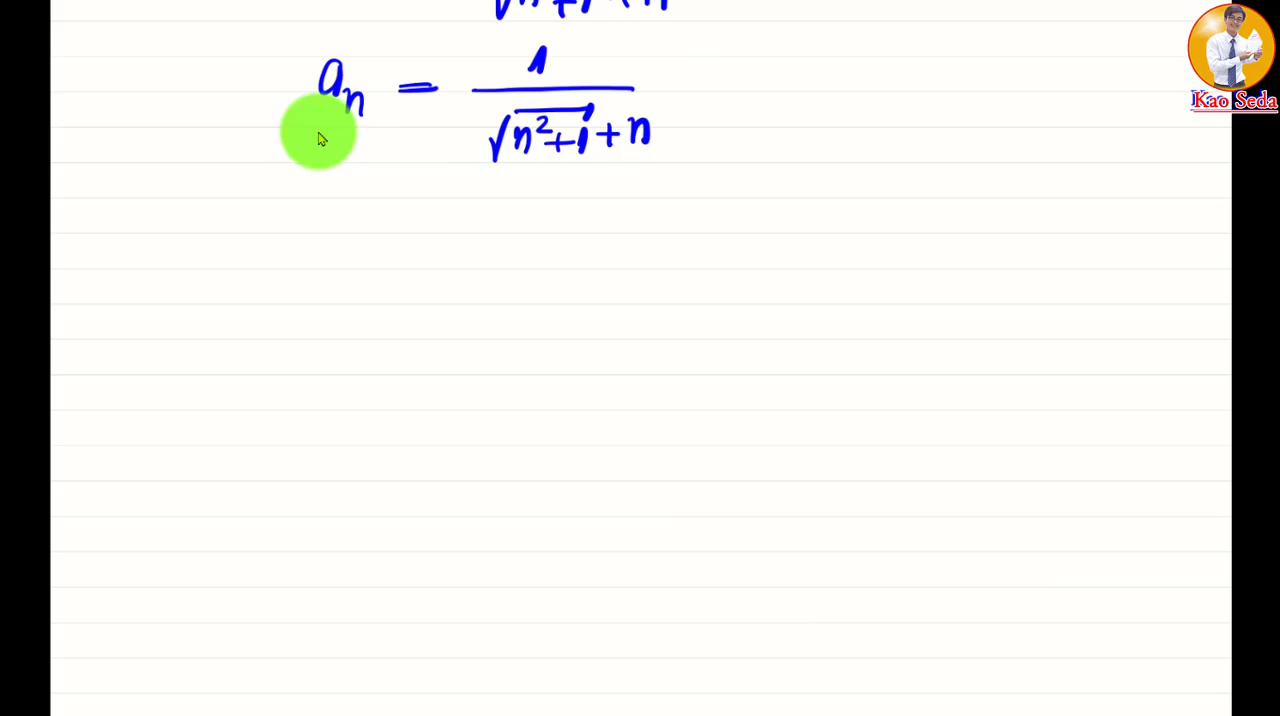 aₙ = 1 / (√(n²+1) + n)
Kao Seda